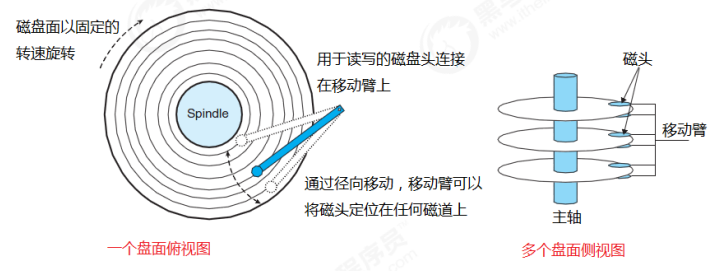 磁盘面以固定的
转速旋转
Spindle
用于读写的磁盘头连接
在移动臂上
通过径向移动，移动臂可以
将磁头定位在任何磁道上
一个盘面俯视图
磁头
移动臂
主轴
多个盘面侧视图
程序员